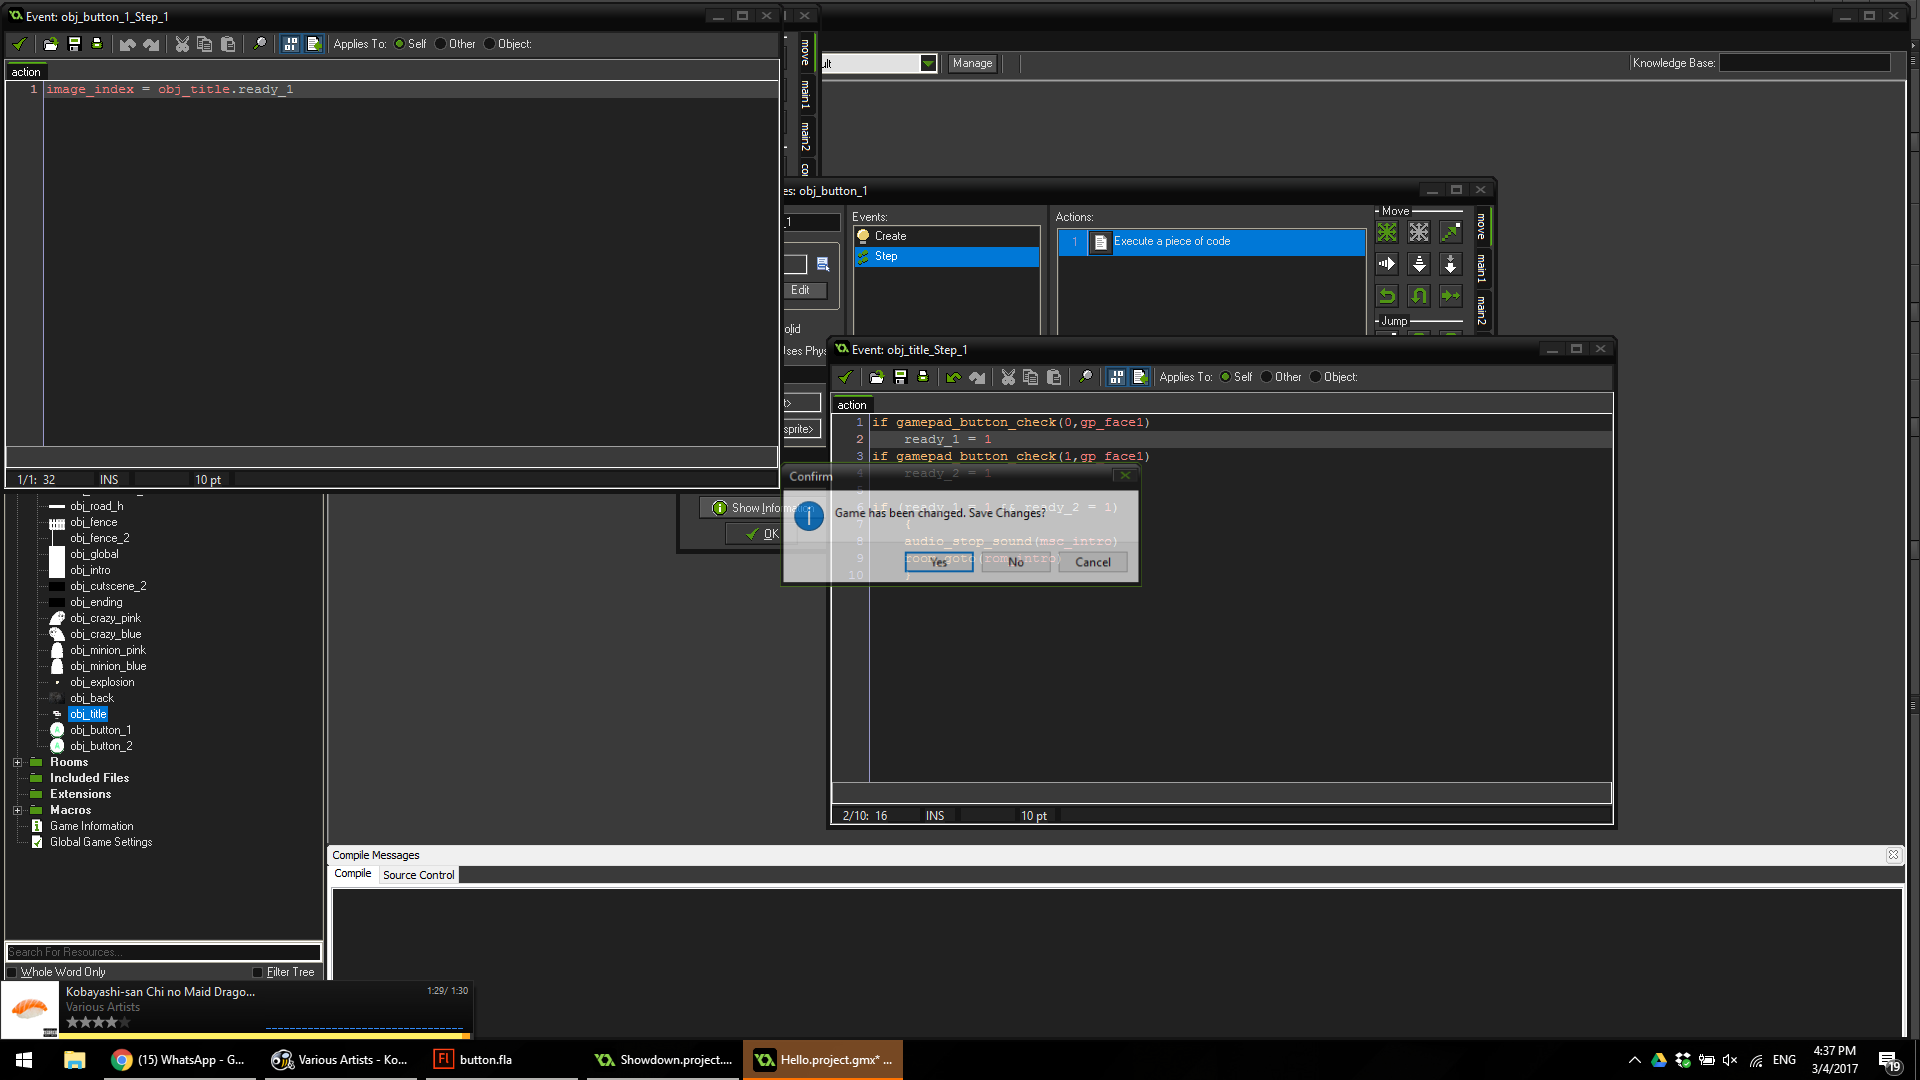 Event: obj_button_1_Step_1
Applies To: Self Other Object:
action
1 image_index = obj_title.ready_1
1/1: 32 INS 10 pt
move
main1
main2
ult Manage
Knowledge Base:
es: obj_button_1
_1
Edit
olid
Uses Phys
t>
sprite>
Events:
Create
Step
Actions:
1 Execute a piece of code
Move
Jump
move
main1
main2
Show Information
OK
Event: obj_title_Step_1
Applies To: Self Other Object:
action
1 if gamepad_button_check(0,gp_face1)
2 ready_1 = 1
3 if gamepad_button_check(1,gp_face1)
4 ready_2 = 1
6 if (ready_1 = 1 && ready_2 = 1)
7 {
8 audio_stop_sound(msc_intro)
9 room_goto(rom_intro)
10 }
2/10: 16 INS 10 pt
Confirm
Game has been changed. Save Changes?
Yes No Cancel
obj_road_h
obj_fence
obj_fence_2
obj_global
obj_intro
obj_cutscene_2
obj_ending
obj_crazy_pink
obj_crazy_blue
obj_minion_pink
obj_minion_blue
obj_explosion
obj_back
obj_title
obj_button_1
obj_button_2
Rooms
Included Files
Extensions
Macros
Game Information
Global Game Settings
Search For Resources...
Whole Word Only Filter Tree
Compile Messages
Compile Source Control
Kobayashi-san Chi no Maid Drago... 1:29/ 1:30
Various Artists
(15) WhatsApp - G...
Various Artists - Ko...
Fl button.fla
Showdown.project....
Hello.project.gmx* ...
ENG
4:37 PM
3/4/2017
19